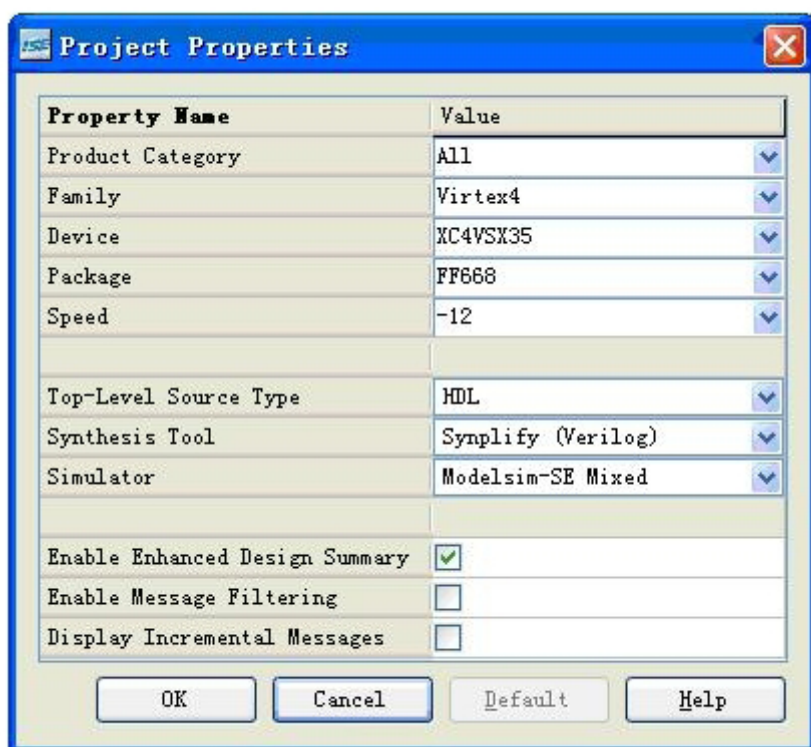 ISE Project Properties
Property Name Value
Product Category All
Family Virtex4
Device XC4VSX35
Package FF668
Speed -12
Top-Level Source Type HDL
Synthesis Tool Synplify (Verilog)
Simulator Modelsim-SE Mixed
Enable Enhanced Design Summary
Enable Message Filtering
Display Incremental Messages
OK Cancel Default Help